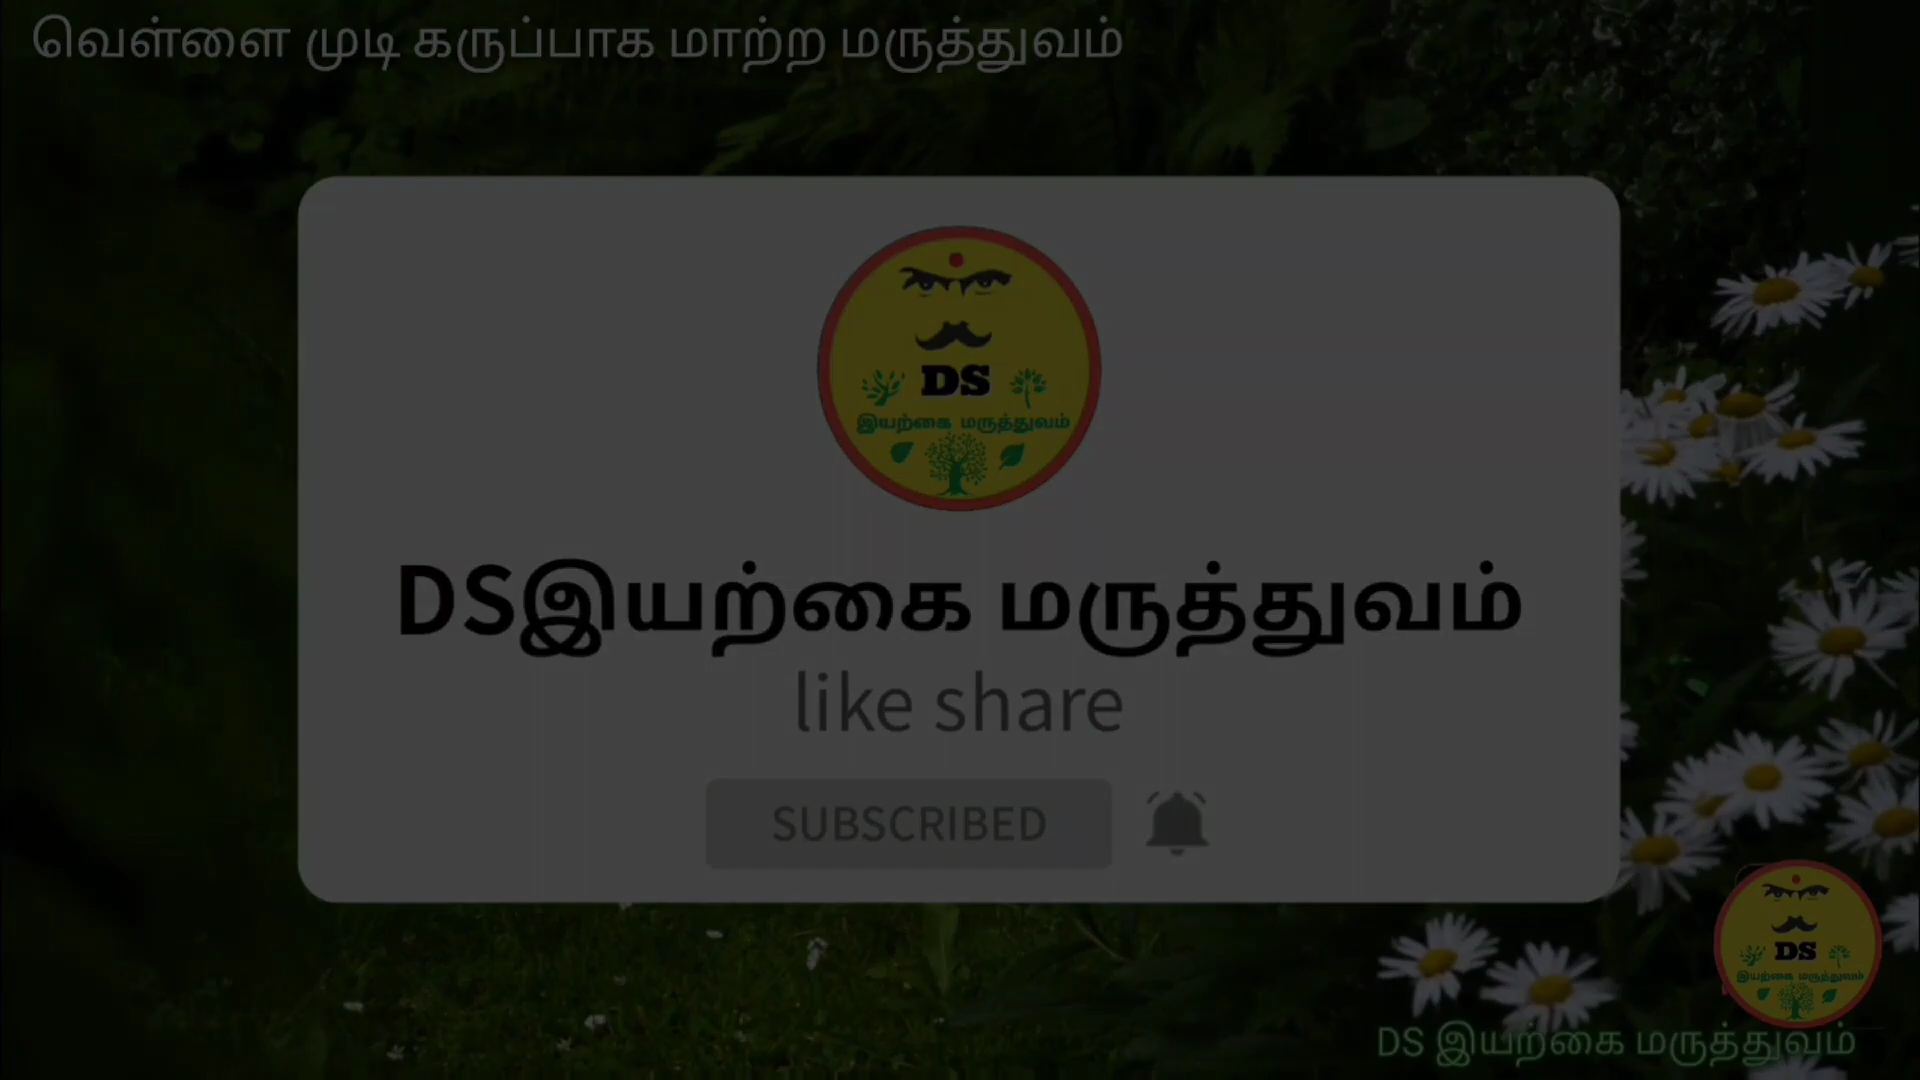 வெள்ளை முடி கருப்பாக மாற்ற மருத்துவம்
DS
இயற்கை மருத்துவம்
DSஇயற்கை மருத்துவம்
like share
SUBSCRIBED
DS
இயற்கை மருத்துவம்
DS இயற்கை மருத்துவம்